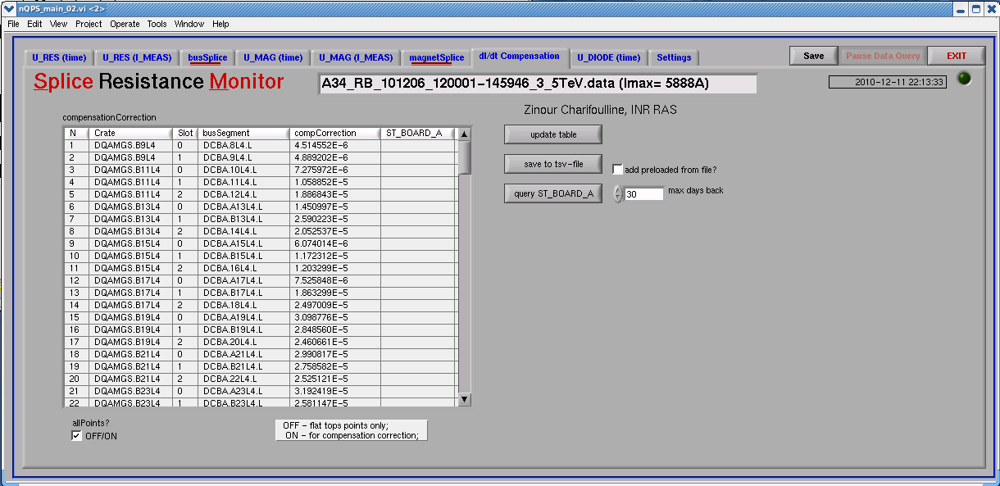 nQPS_main_02.vi <2>
File Edit View Project Operate Tools Window Help
U_RES (time) U_RES (I_MEAS) busSplice U_MAG (time) U_MAG (I_MEAS) magnetSplice dI/dt Compensation U_DIODE (time) Settings
Save Pause Data Query EXIT
Splice Resistance Monitor
A34_RB_101206_120001-145946_3_5TeV.data (Imax= 5888A)
2010-12-11 22:13:33
Zinour Charifoulline, INR RAS
compensationCorrection
N Crate Slot busSegment compCorrection ST_BOARD_A
1 DQAMGS.B9L4 0 DCBA.8L4.L 4.514552E-6
2 DQAMGS.B9L4 1 DCBA.9L4.L 4.889202E-6
3 DQAMGS.B11L4 0 DCBA.10L4.L 7.275972E-6
4 DQAMGS.B11L4 1 DCBA.11L4.L 1.058852E-5
5 DQAMGS.B11L4 2 DCBA.12L4.L 1.886843E-5
6 DQAMGS.B13L4 0 DCBA.A13L4.L 1.450997E-5
7 DQAMGS.B13L4 1 DCBA.B13L4.L 2.590223E-5
8 DQAMGS.B13L4 2 DCBA.14L4.L 2.052537E-5
9 DQAMGS.B15L4 0 DCBA.A15L4.L 6.074014E-6
10 DQAMGS.B15L4 1 DCBA.B15L4.L 1.172312E-5
11 DQAMGS.B15L4 2 DCBA.16L4.L 1.203299E-5
12 DQAMGS.B17L4 0 DCBA.A17L4.L 7.525848E-6
13 DQAMGS.B17L4 1 DCBA.B17L4.L 1.863299E-5
14 DQAMGS.B17L4 2 DCBA.18L4.L 2.497009E-5
15 DQAMGS.B19L4 0 DCBA.A19L4.L 3.098776E-5
16 DQAMGS.B19L4 1 DCBA.B19L4.L 2.848560E-5
17 DQAMGS.B19L4 2 DCBA.20L4.L 2.460661E-5
18 DQAMGS.B21L4 0 DCBA.A21L4.L 2.990817E-5
19 DQAMGS.B21L4 1 DCBA.B21L4.L 2.758582E-5
20 DQAMGS.B21L4 2 DCBA.22L4.L 2.525121E-5
21 DQAMGS.B23L4 0 DCBA.A23L4.L 3.192419E-5
22 DQAMGS.B23L4 1 DCBA.B23L4.L 2.581147E-5
update table
save to tsv-file add preloaded from file?
query ST_BOARD_A 30 max days back
allPoints?
OFF/ON
OFF - flat tops points only;
ON - for compensation correction;